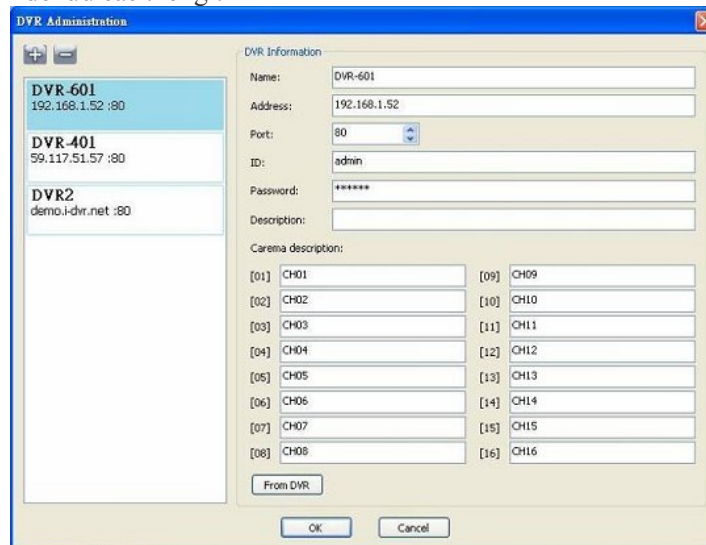 DVR Administration
DVR-601
192.168.1.52 :80
DVR-401
59.117.51.57 :80
DVR2
demo.i-dvr.net :80
DVR Information
Name: DVR-601
Address: 192.168.1.52
Port: 80
ID: admin
Password: ******
Description:
Carema description:
[01] CH01 [09] CH09
[02] CH02 [10] CH10
[03] CH03 [11] CH11
[04] CH04 [12] CH12
[05] CH05 [13] CH13
[06] CH06 [14] CH14
[07] CH07 [15] CH15
[08] CH08 [16] CH16
From DVR
OK Cancel